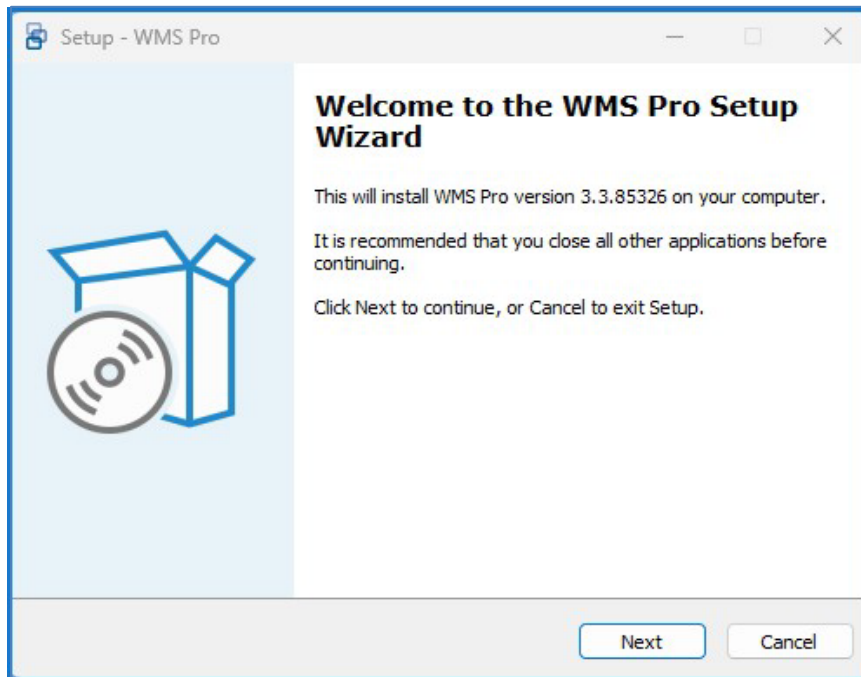 Setup - WMS Pro
Welcome to the WMS Pro Setup
Wizard
This will install WMS Pro version 3.3.85326 on your computer.
It is recommended that you close all other applications before
continuing.
Click Next to continue, or Cancel to exit Setup.
Next
Cancel